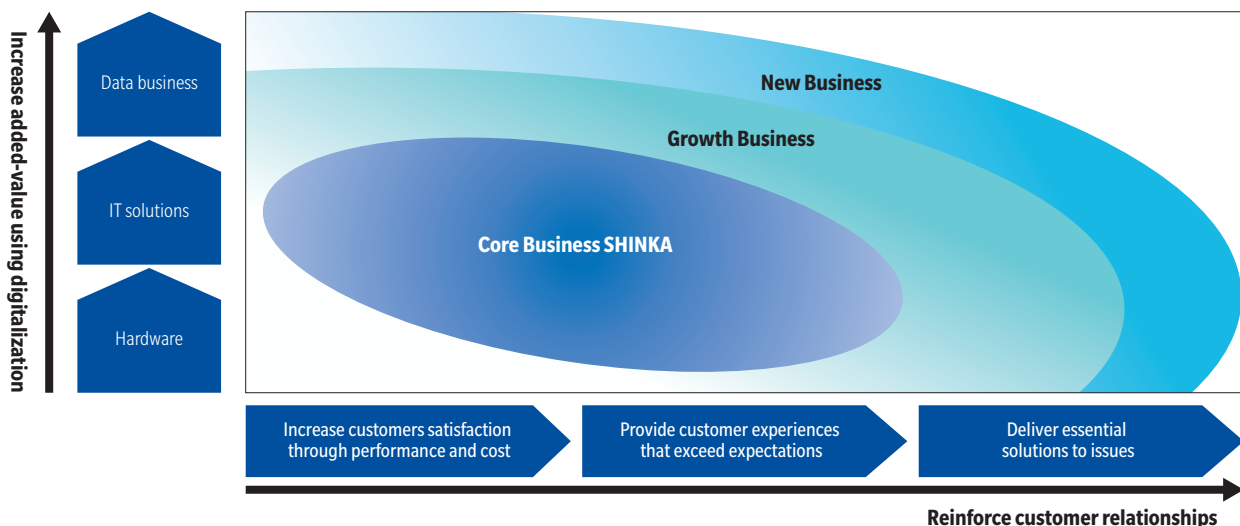 Increase added-value using digitalization
Data business
IT solutions
Hardware
New Business
Growth Business
Core Business SHINKA
Increase customers satisfaction
through performance and cost
Provide customer experiences
that exceed expectations
Deliver essential
solutions to issues
Reinforce customer relationships